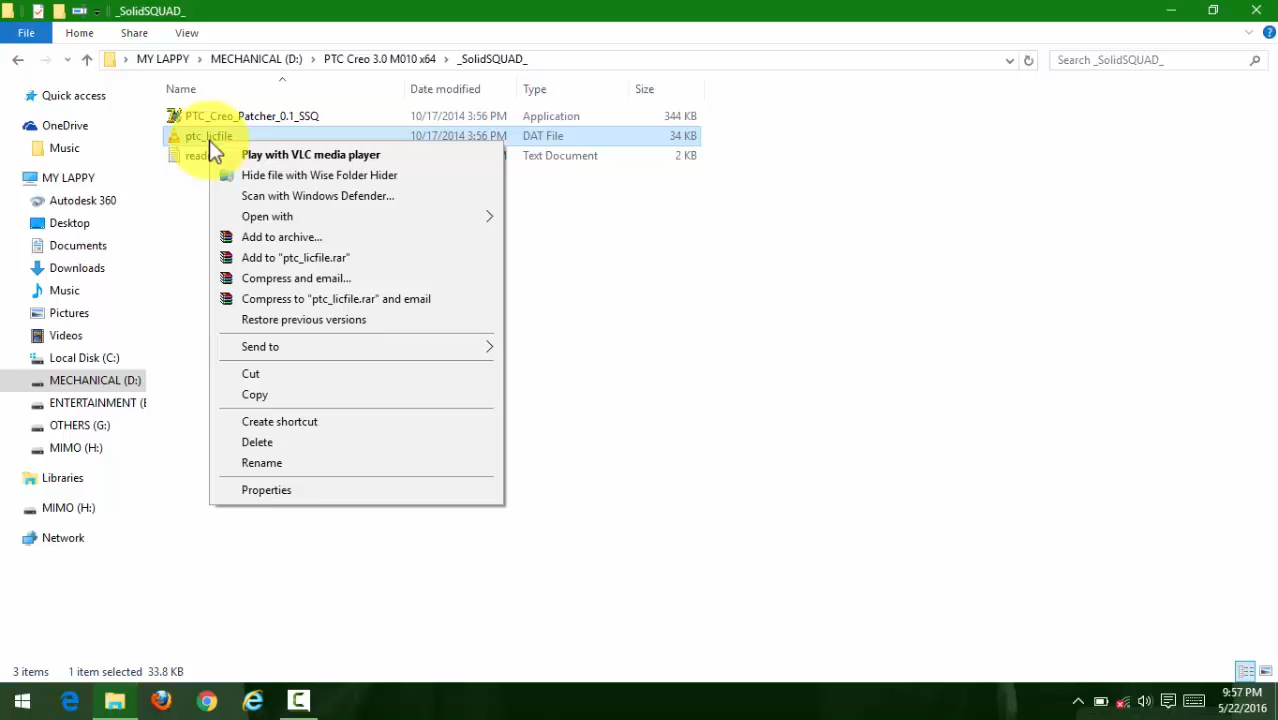 _SolidSQUAD_
File Home Share View
MY LAPPY MECHANICAL (D:) PTC Creo 3.0 M010 x64 _SolidSQUAD_ Search _SolidSQUAD_
Name Date modified Type Size
Quick access
OneDrive
Music
MY LAPPY
Autodesk 360
Desktop
Documents
Downloads
Music
Pictures
Videos
Local Disk (C:)
MECHANICAL (D:)
ENTERTAINMENT (E
OTHERS (G:)
MIMO (H:)
Libraries
MIMO (H:)
Network
PTC_Creo_Patcher_0.1_SSQ 10/17/2014 3:56 PM Application 344 KB
ptc_licfile 10/17/2014 3:56 PM DAT File 34 KB
read M Text Document 2 KB
Play with VLC media player
Hide file with Wise Folder Hider
Scan with Windows Defender...
Open with
Add to archive...
Add to "ptc_licfile.rar"
Compress and email...
Compress to "ptc_licfile.rar" and email
Restore previous versions
Send to
Cut
Copy
Create shortcut
Delete
Rename
Properties
3 items 1 item selected 33.8 KB
9:57 PM
5/22/2016